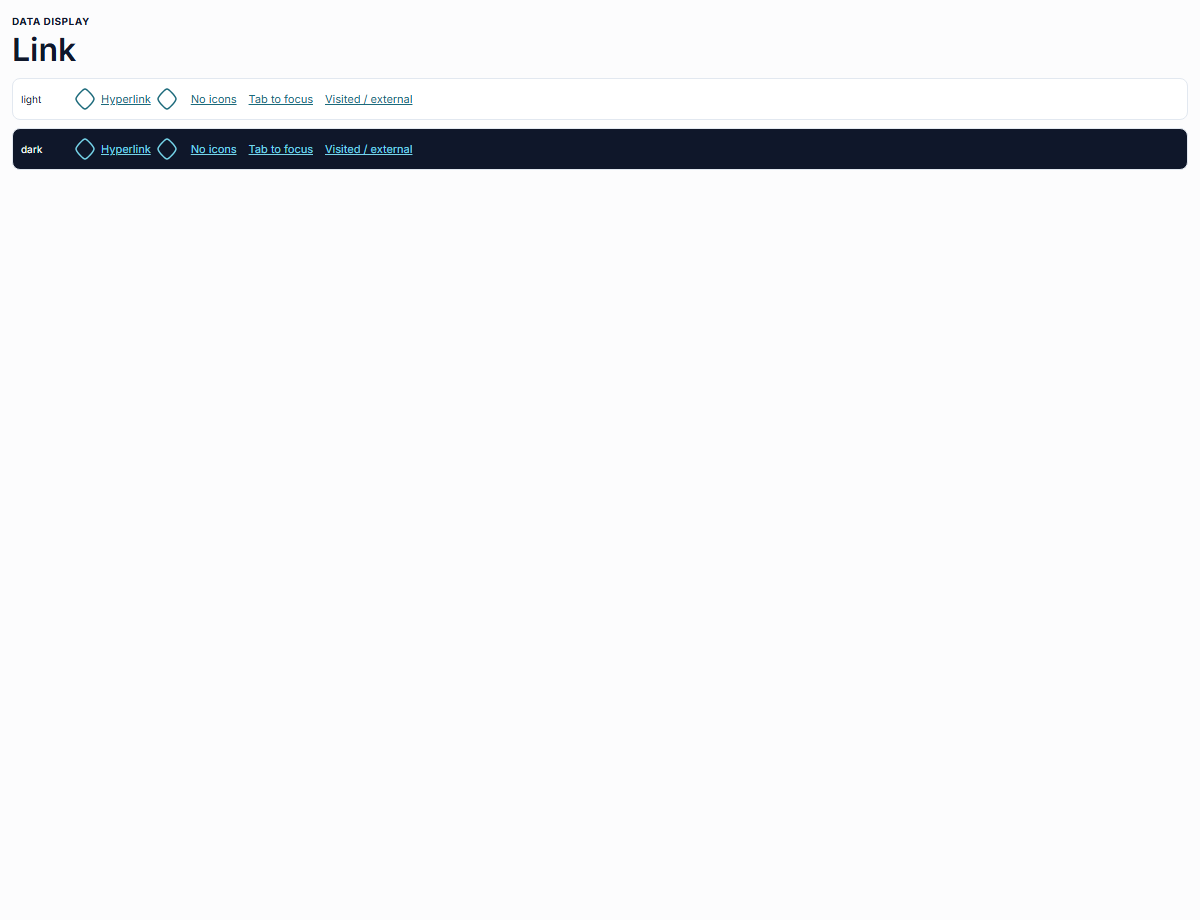 DATA DISPLAY
Link
light Hyperlink No icons Tab to focus Visited / external
dark Hyperlink No icons Tab to focus Visited / external